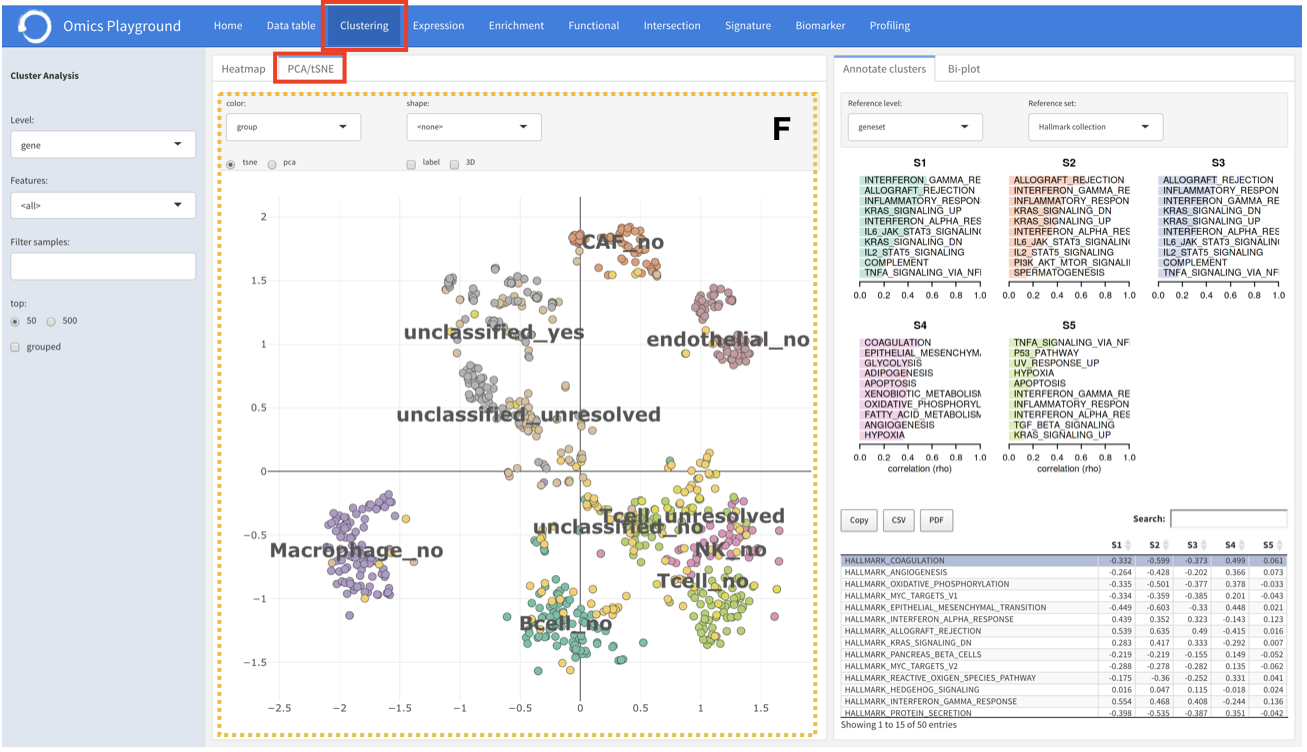 Omics Playground Home Data table Clustering Expression Enrichment Functional Intersection Signature Biomarker Profiling
Cluster Analysis
Level:
gene
Features:
<all>
Filter samples:
top:
50 500
grouped
Heatmap PCA/tSNE
color: shape:
group <none>
F
tsne pca label 3D
2
1.5
1
0.5
0
−0.5
−1
−1.5
−2.5 −2 −1.5 −1 −0.5 0 0.5 1 1.5
CAF_no
unclassified_yes
endothelial_no
unclassified_unresolved
Tcell_unresolved
unclassified_no
Macrophage_no
NK_no
Tcell_no
Bcell_no
Annotate clusters Bi-plot
Reference level: Reference set:
geneset Hallmark collection
S1
INTERFERON_GAMMA_RE
ALLOGRAFT_REJECTION
INFLAMMATORY_RESPON
KRAS_SIGNALING_UP
INTERFERON_ALPHA_RES
IL6_JAK_STAT3_SIGNALING
KRAS_SIGNALING_DN
IL2_STAT5_SIGNALING
COMPLEMENT
TNFA_SIGNALING_VIA_NFI
0.0 0.2 0.4 0.6 0.8 1.0
S2
ALLOGRAFT_REJECTION
INTERFERON_GAMMA_RE
INFLAMMATORY_RESPON
KRAS_SIGNALING_DN
KRAS_SIGNALING_UP
INTERFERON_ALPHA_RES
IL6_JAK_STAT3_SIGNALING
IL2_STAT5_SIGNALING
PI3K_AKT_MTOR_SIGNALI
SPERMATOGENESIS
0.0 0.2 0.4 0.6 0.8 1.0
S3
ALLOGRAFT_REJECTION
INFLAMMATORY_RESPON
INTERFERON_GAMMA_RE
KRAS_SIGNALING_UP
KRAS_SIGNALING_DN
INTERFERON_ALPHA_RES
IL6_JAK_STAT3_SIGNALING
IL2_STAT5_SIGNALING
COMPLEMENT
TNFA_SIGNALING_VIA_NFI
0.0 0.2 0.4 0.6 0.8 1.0
S4
COAGULATION
EPITHELIAL_MESENCHYMA
GLYCOLYSIS
ADIPOGENESIS
APOPTOSIS
XENOBIOTIC_METABOLISM
OXIDATIVE_PHOSPHORYL
FATTY_ACID_METABOLISM
ANGIOGENESIS
HYPOXIA
0.0 0.2 0.4 0.6 0.8 1.0
correlation (rho)
S5
TNFA_SIGNALING_VIA_NFI
P53_PATHWAY
UV_RESPONSE_UP
HYPOXIA
APOPTOSIS
INTERFERON_GAMMA_RE
INFLAMMATORY_RESPON
INTERFERON_ALPHA_RES
TGF_BETA_SIGNALING
KRAS_SIGNALING_UP
0.0 0.2 0.4 0.6 0.8 1.0
correlation (rho)
Copy CSV PDF Search:
S1 S2 S3 S4 S5
HALLMARK_COAGULATION -0.332 -0.599 -0.373 0.499 0.061
HALLMARK_ANGIOGENESIS -0.264 -0.428 -0.202 0.366 0.073
HALLMARK_OXIDATIVE_PHOSPHORYLATION -0.335 -0.501 -0.377 0.378 -0.033
HALLMARK_MYC_TARGETS_V1 -0.334 -0.359 -0.385 0.201 -0.043
HALLMARK_EPITHELIAL_MESENCHYMAL_TRANSITION -0.449 -0.603 -0.33 0.448 0.021
HALLMARK_INTERFERON_ALPHA_RESPONSE 0.439 0.352 0.323 -0.143 0.123
HALLMARK_ALLOGRAFT_REJECTION 0.539 0.635 0.49 -0.415 0.016
HALLMARK_KRAS_SIGNALING_DN 0.283 0.417 0.333 -0.292 0.007
HALLMARK_PANCREAS_BETA_CELLS -0.219 -0.219 -0.155 0.149 -0.052
HALLMARK_MYC_TARGETS_V2 -0.288 -0.278 -0.282 0.135 -0.062
HALLMARK_REACTIVE_OXIGEN_SPECIES_PATHWAY -0.175 -0.36 -0.252 0.331 0.041
HALLMARK_HEDGEHOG_SIGNALING 0.016 0.047 0.115 -0.018 0.024
HALLMARK_INTERFERON_GAMMA_RESPONSE 0.554 0.468 0.408 -0.244 0.136
HALLMARK_PROTEIN_SECRETION -0.398 -0.535 -0.387 0.351 -0.042
Showing 1 to 15 of 50 entries